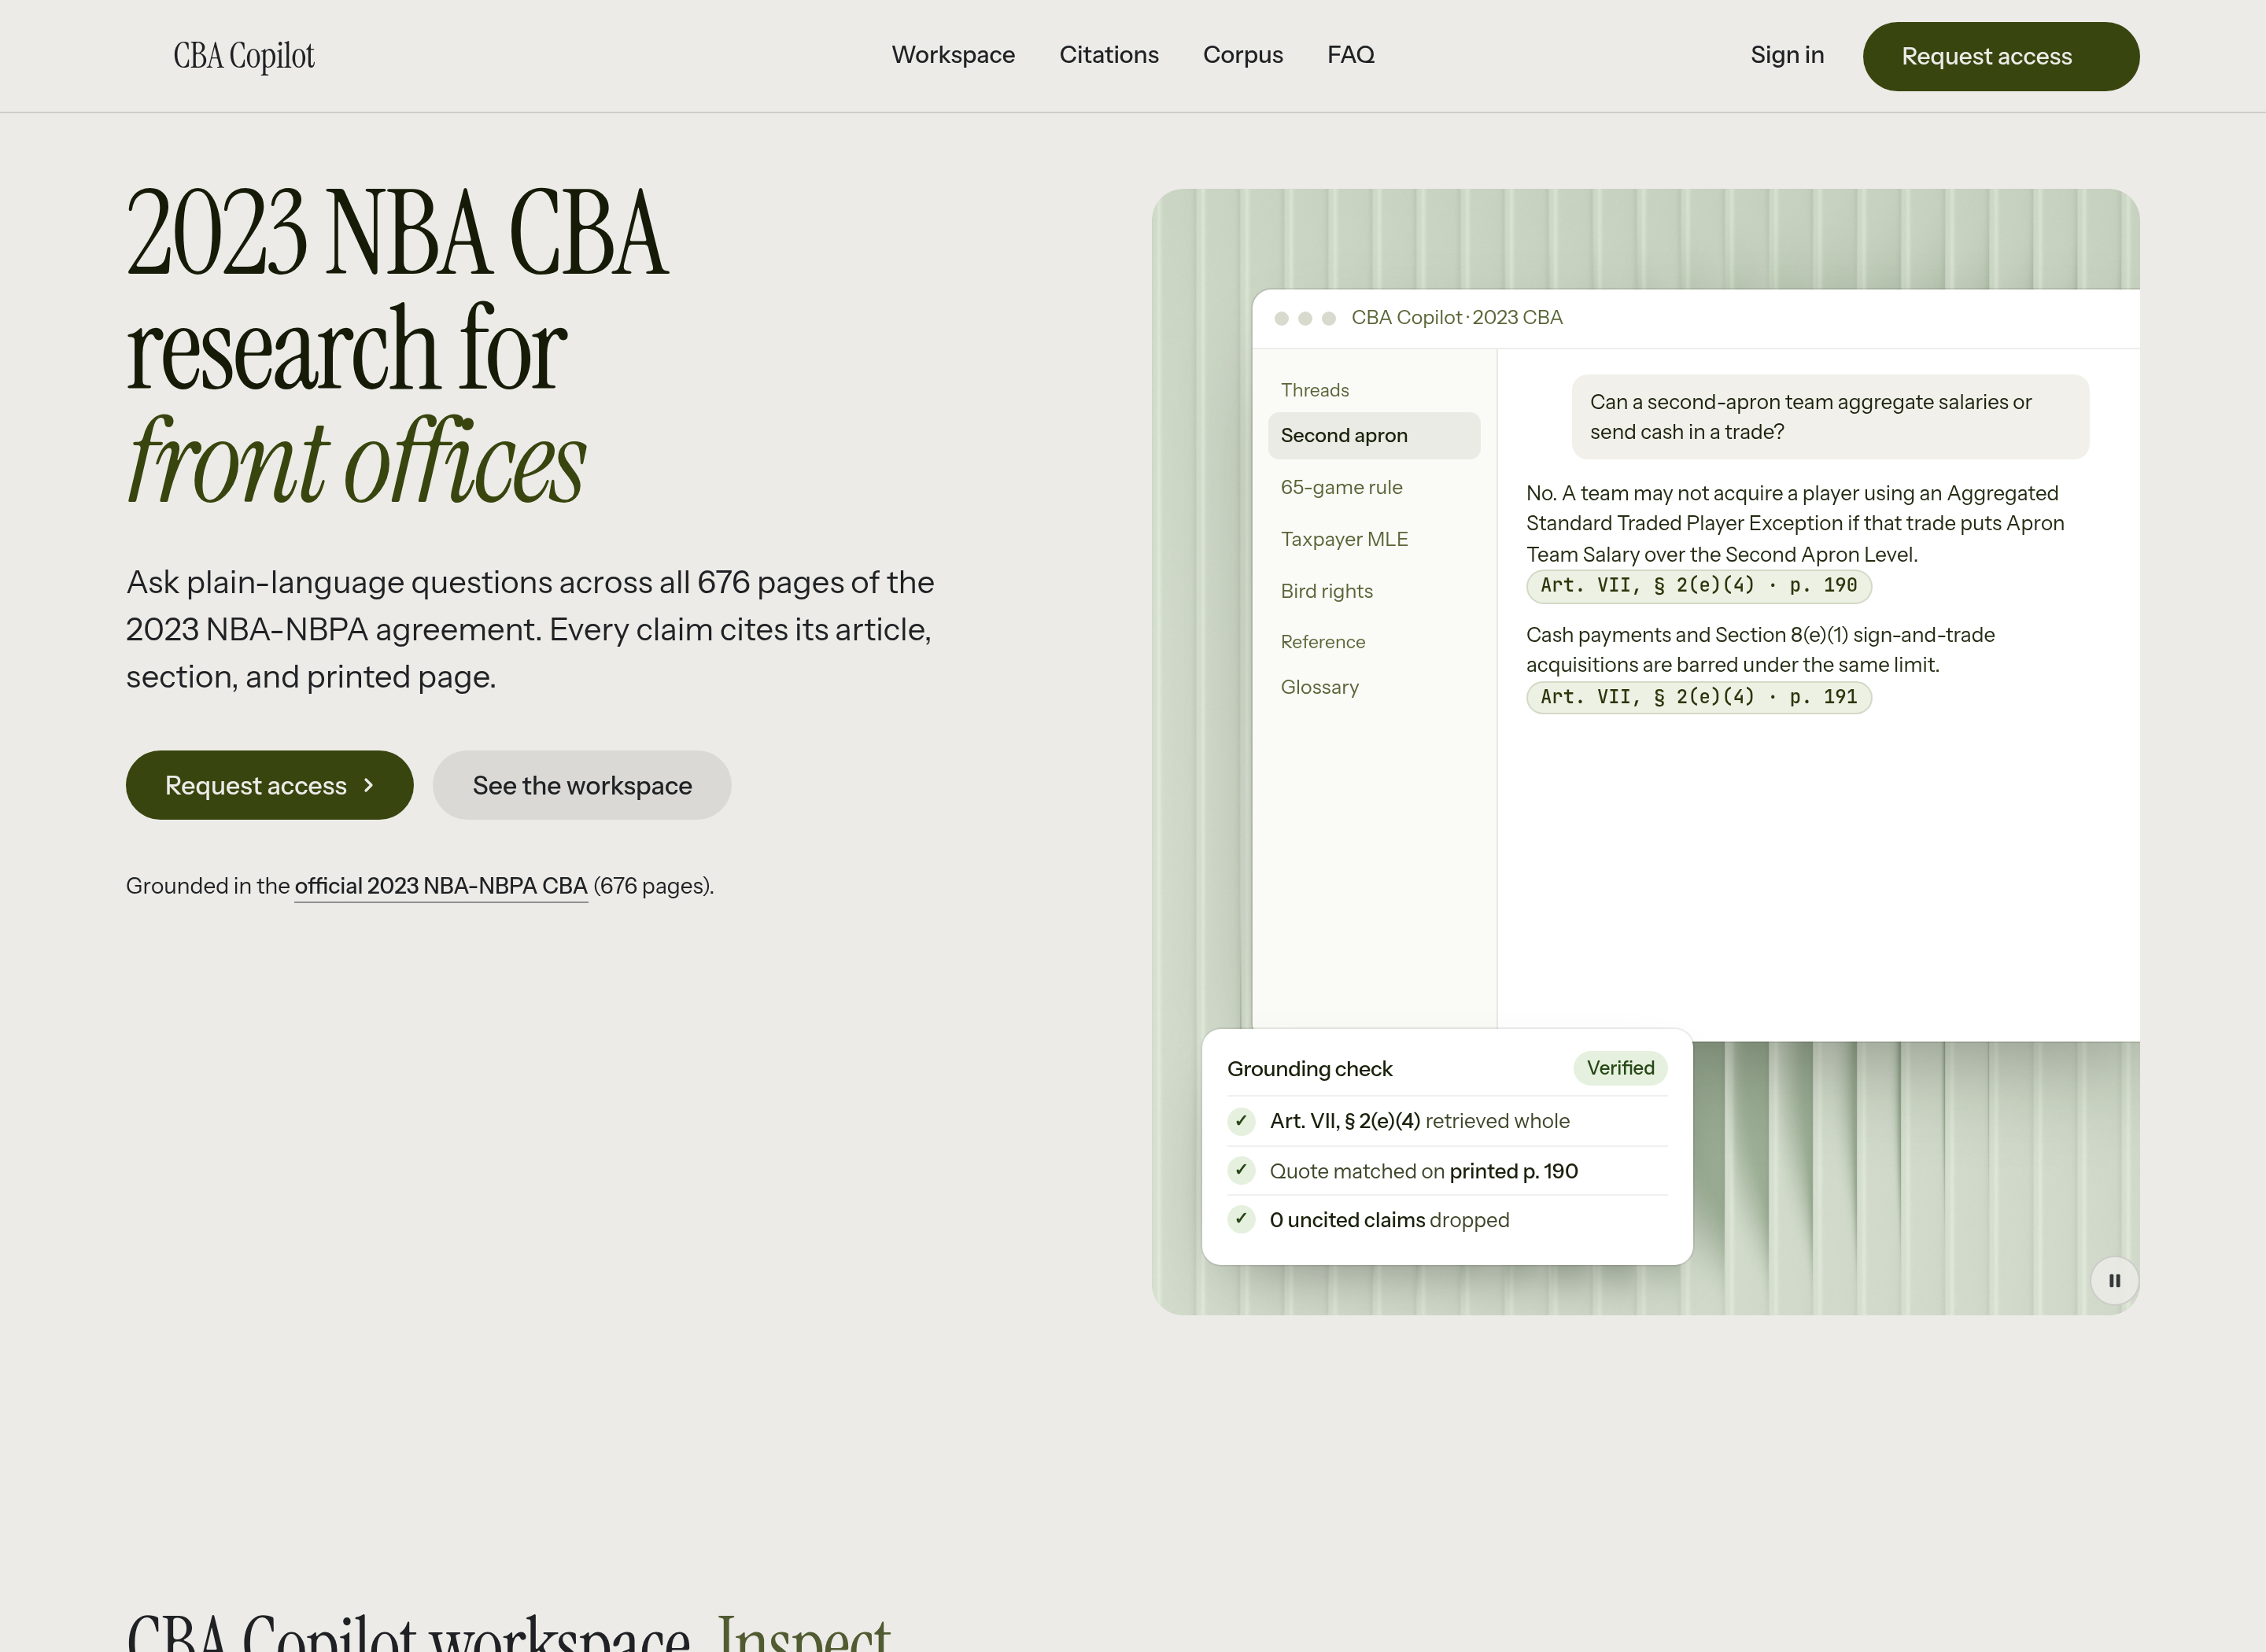 CBA Copilot
Workspace
Citations
Corpus
FAQ
Sign in
Request access
2023 NBA CBA
research for
front offices
Ask plain-language questions across all 676 pages of the
2023 NBA-NBPA agreement. Every claim cites its article,
section, and printed page.
Request access
See the workspace
Grounded in the official 2023 NBA-NBPA CBA (676 pages).
CBA Copilot · 2023 CBA
Threads
Second apron
65-game rule
Taxpayer MLE
Bird rights
Reference
Glossary
Can a second-apron team aggregate salaries or
send cash in a trade?
No. A team may not acquire a player using an Aggregated
Standard Traded Player Exception if that trade puts Apron
Team Salary over the Second Apron Level.
Art. VII, § 2(e)(4) · p. 190
Cash payments and Section 8(e)(1) sign-and-trade
acquisitions are barred under the same limit.
Art. VII, § 2(e)(4) · p. 191
Grounding check
Verified
✓ Art. VII, § 2(e)(4) retrieved whole
✓ Quote matched on printed p. 190
✓ 0 uncited claims dropped
CBA Copilot workspace. Inspect